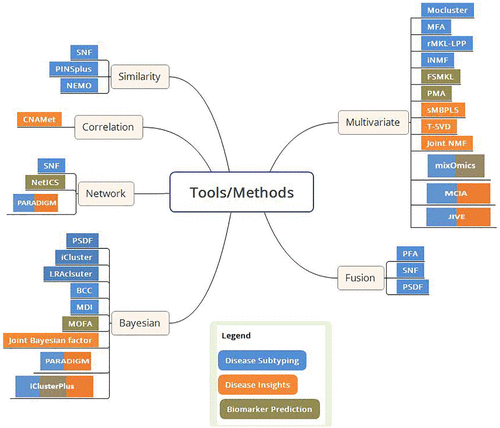 SNF
PINSplus
NEMO
Similarity
CNAMet
Correlation
SNF
NetICS
PARADIGM
Network
PSDF
iCluster
LRAclsuter
BCC
MDI
MOFA
Joint Bayesian factor
PARADIGM
iClusterPlus
Bayesian
Tools/Methods
Multivariate
Mocluster
MFA
rMKL-LPP
iNMF
FSMKL
PMA
sMBPLS
T-SVD
Joint NMF
mixOmics
MCIA
JIVE
Fusion
PFA
SNF
PSDF
Legend
Disease Subtyping
Disease Insights
Biomarker Prediction